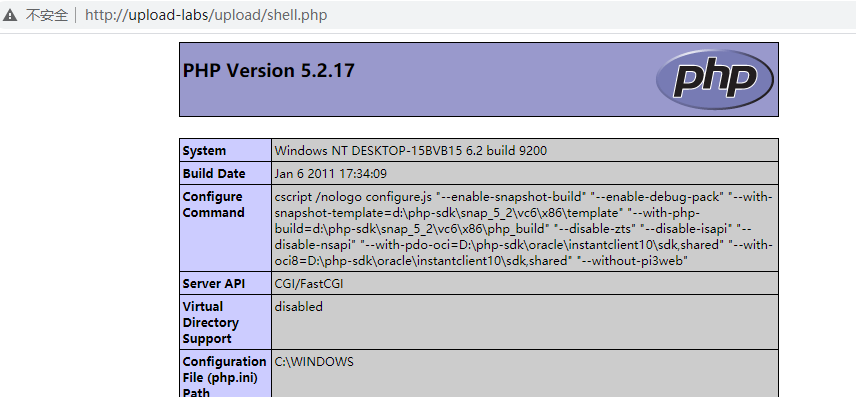 不安全 | http://upload-labs/upload/shell.php
PHP Version 5.2.17
php
System Windows NT DESKTOP-15BVB15 6.2 build 9200
Build Date Jan 6 2011 17:34:09
Configure Command cscript /nologo configure.js "--enable-snapshot-build" "--enable-debug-pack" "--with-
snapshot-template=d:\php-sdk\snap_5_2\vc6\x86\template" "--with-php-
build=d:\php-sdk\snap_5_2\vc6\x86\php_build" "--disable-zts" "--disable-isapi" "--
disable-nsapi" "--with-pdo-oci=D:\php-sdk\oracle\instantclient10\sdk,shared" "--with-
oci8=D:\php-sdk\oracle\instantclient10\sdk,shared" "--without-pi3web"
Server API CGI/FastCGI
Virtual Directory Support disabled
Configuration File (php.ini) Path C:\WINDOWS